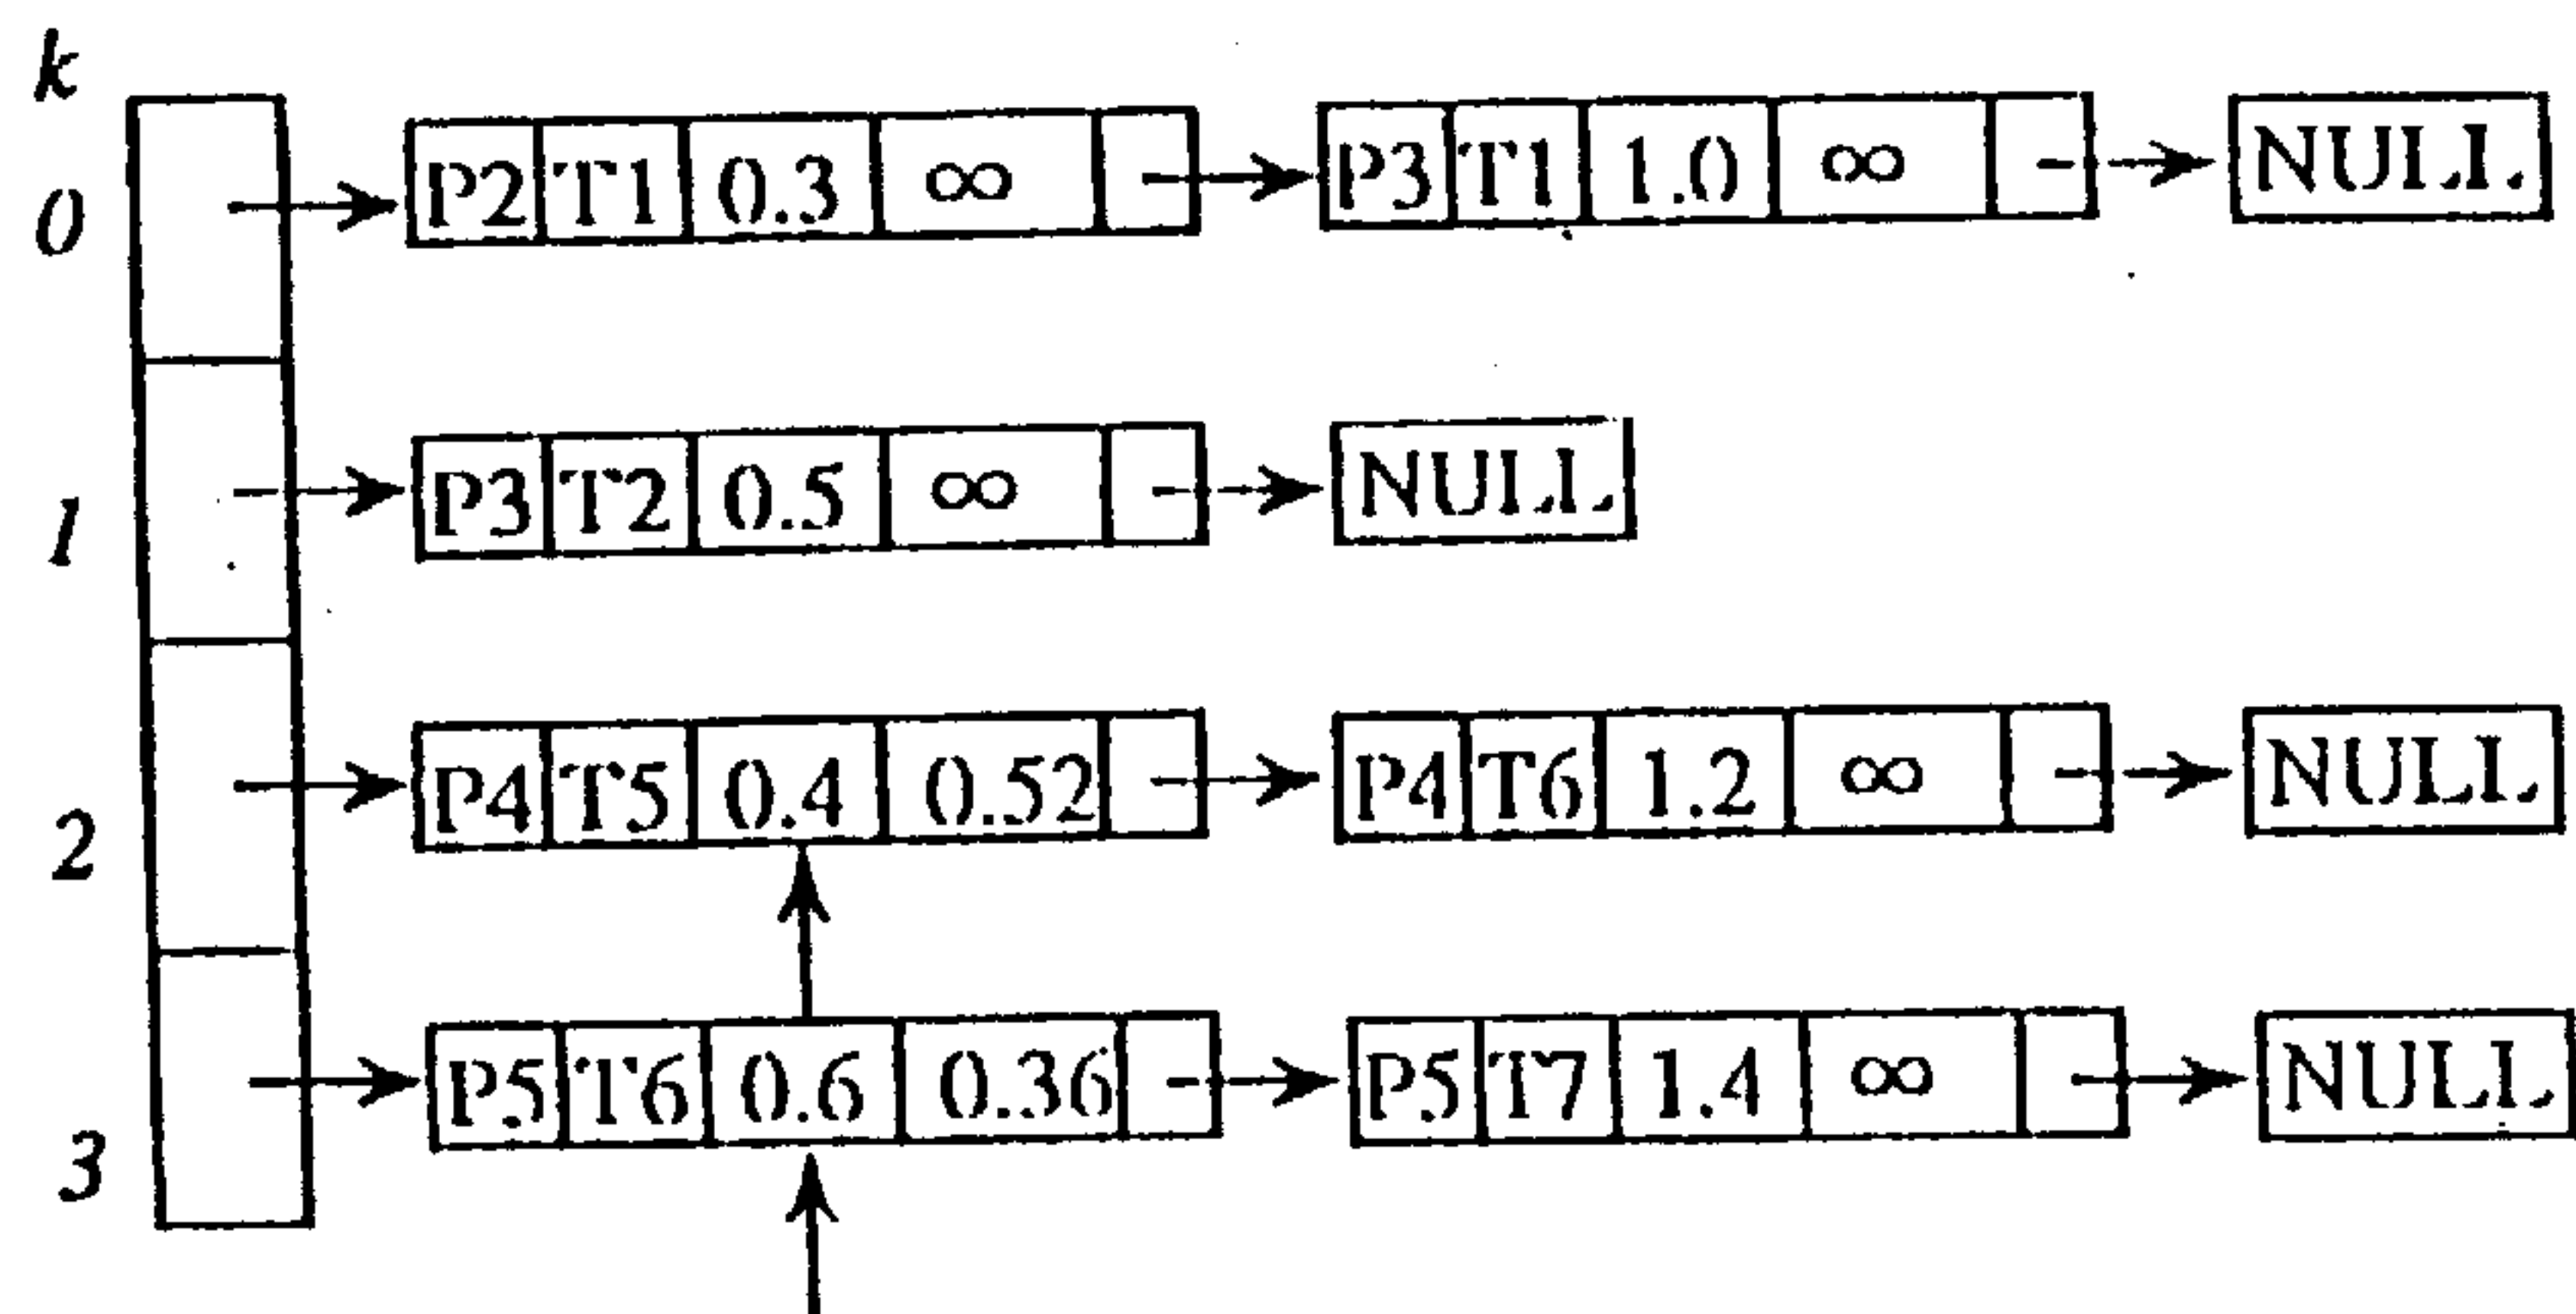 k
0 P2 T1 0.3 ∞ P3 T1 1.0 ∞ NULL
1 P3 T2 0.5 ∞ NULL
2 P4 T5 0.4 0.52 P4 T6 1.2 ∞ NULL
3 P5 T6 0.6 0.36 P5 T7 1.4 ∞ NULL